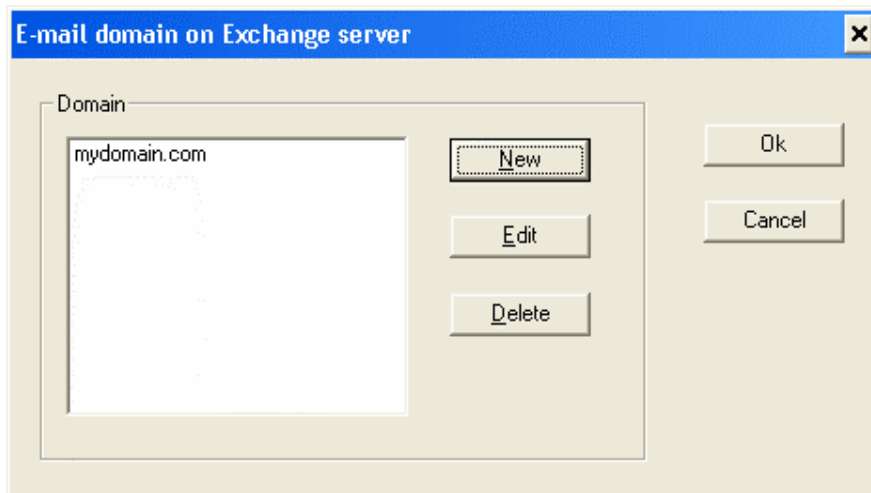 E-mail domain on Exchange server
Domain
mydomain.com
New
Ok
Edit
Cancel
Delete